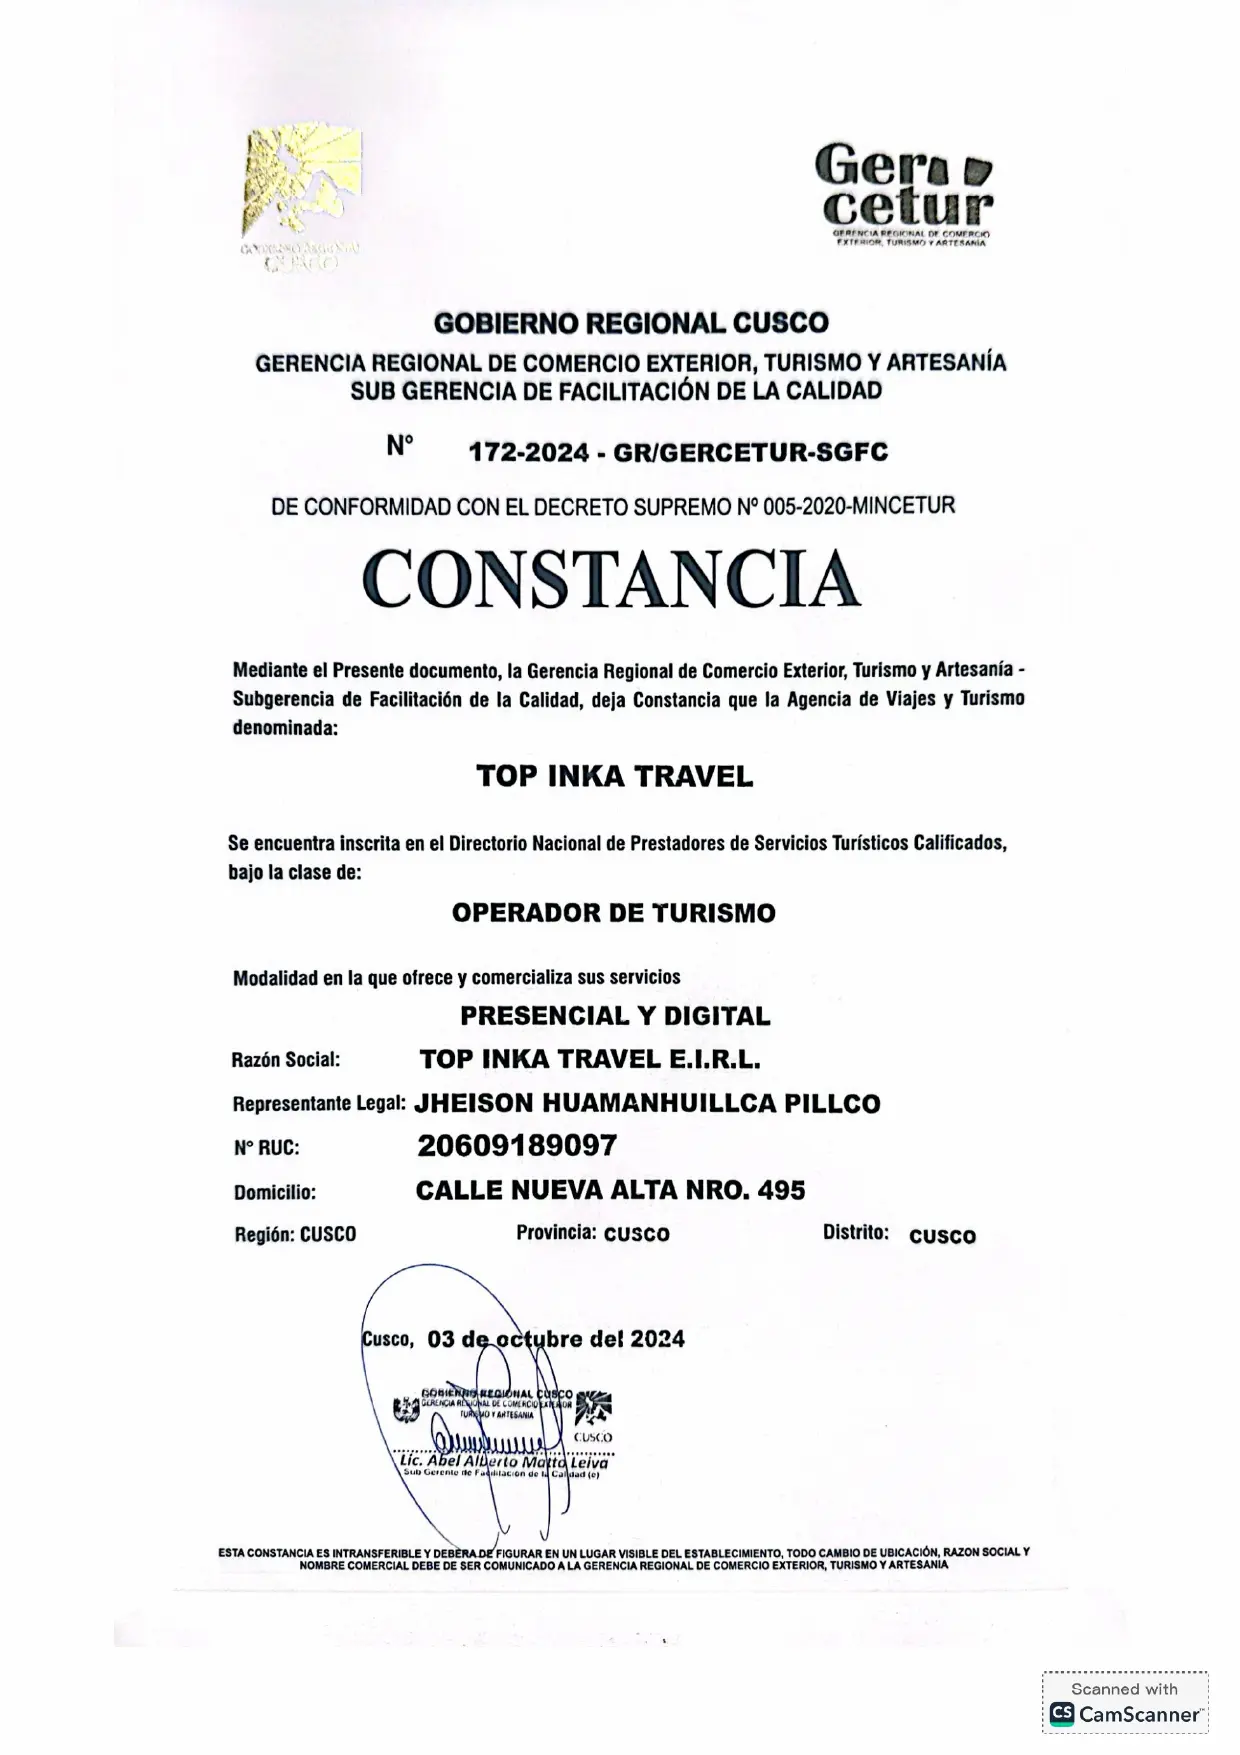 GOBIERNO REGIONAL
CUSCO
Gera
cetur
GERENCIA REGIONAL DE COMERCIO
EXTERIOR, TURISMO Y ARTESANÍA
GOBIERNO REGIONAL CUSCO
GERENCIA REGIONAL DE COMERCIO EXTERIOR, TURISMO Y ARTESANÍA
SUB GERENCIA DE FACILITACIÓN DE LA CALIDAD
N° 172-2024 - GR/GERCETUR-SGFC
DE CONFORMIDAD CON EL DECRETO SUPREMO Nº 005-2020-MINCETUR
CONSTANCIA
Mediante el Presente documento, la Gerencia Regional de Comercio Exterior, Turismo y Artesanía -
Subgerencia de Facilitación de la Calidad, deja Constancia que la Agencia de Viajes y Turismo
denominada:
TOP INKA TRAVEL
Se encuentra inscrita en el Directorio Nacional de Prestadores de Servicios Turísticos Calificados,
bajo la clase de:
OPERADOR DE TURISMO
Modalidad en la que ofrece y comercializa sus servicios
PRESENCIAL Y DIGITAL
Razón Social: TOP INKA TRAVEL E.I.R.L.
Representante Legal: JHEISON HUAMANHUILLCA PILLCO
N° RUC: 20609189097
Domicilio: CALLE NUEVA ALTA NRO. 495
Región: CUSCO Provincia: CUSCO Distrito: CUSCO
Cusco, 03 de octubre del 2024
GOBIERNO REGIONAL CUSCO
GERENCIA REGIONAL DE COMERCIO EXTERIOR
TURISMO Y ARTESANIA
CUSCO
Lic. Abel Alberto Matto Leiva
Sub Gerente de Facilitación de la Calidad (e)
ESTA CONSTANCIA ES INTRANSFERIBLE Y DEBERA DE FIGURAR EN UN LUGAR VISIBLE DEL ESTABLECIMIENTO, TODO CAMBIO DE UBICACIÓN, RAZON SOCIAL Y
NOMBRE COMERCIAL DEBE DE SER COMUNICADO A LA GERENCIA REGIONAL DE COMERCIO EXTERIOR, TURISMO Y ARTESANIA
Scanned with
CS CamScanner